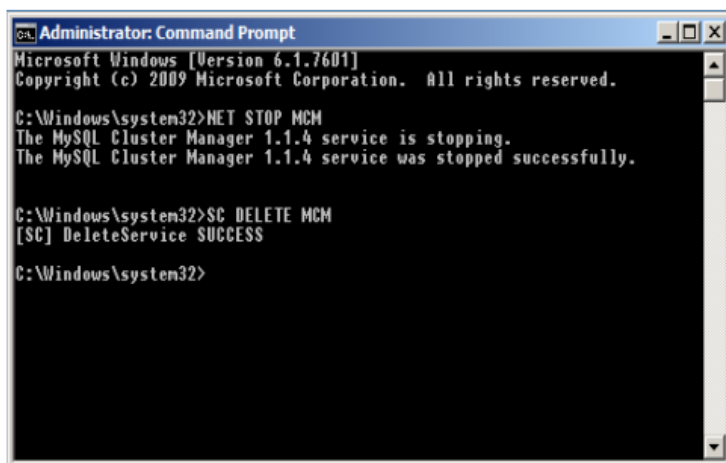 Administrator: Command Prompt
Microsoft Windows [Version 6.1.7601]
Copyright (c) 2009 Microsoft Corporation.  All rights reserved.
C:\Windows\system32>NET STOP MCM
The MySQL Cluster Manager 1.1.4 service is stopping.
The MySQL Cluster Manager 1.1.4 service was stopped successfully.
C:\Windows\system32>SC DELETE MCM
[SC] DeleteService SUCCESS
C:\Windows\system32>